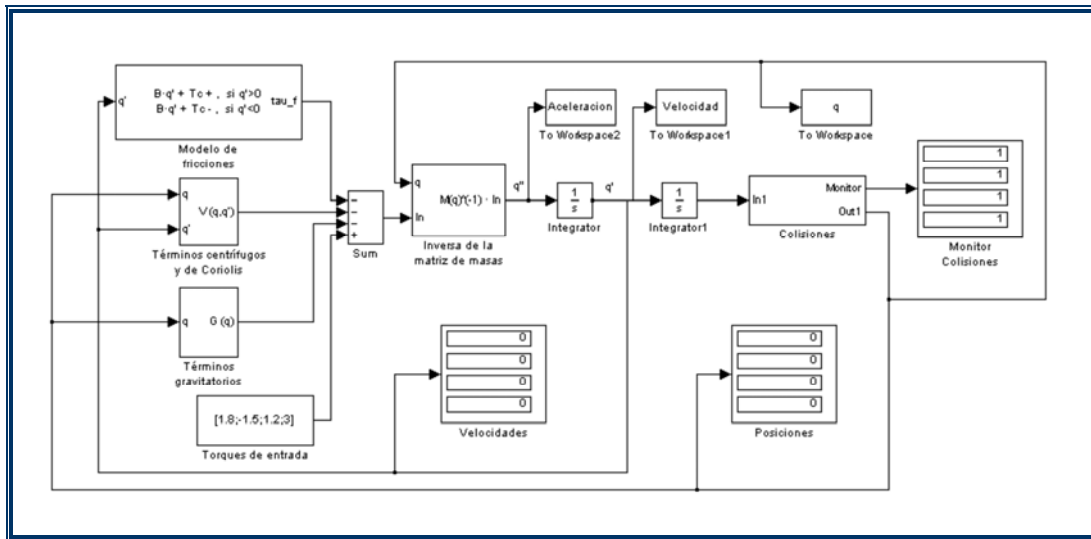 q'
B·q' + Tc+ , si q'>0
B·q' + Tc- , si q'<0
tau_f
Modelo de
fricciones
q
q'
V(q,q')
Términos centrífugos
y de Coriolis
q
G (q)
Términos
gravitatorios
[1.8;-1.5;1.2;3]
Torques de entrada
Sum
q
In
M(q)^(-1) · In
Inversa de la
matriz de masas
q''
Aceleracion
To Workspace2
1
s
Integrator
q'
Velocidad
To Workspace1
1
s
Integrator1
q
To Workspace
In1
Monitor
Out1
Colisiones
1
1
1
1
Monitor
Colisiones
0
0
0
0
Velocidades
0
0
0
0
Posiciones